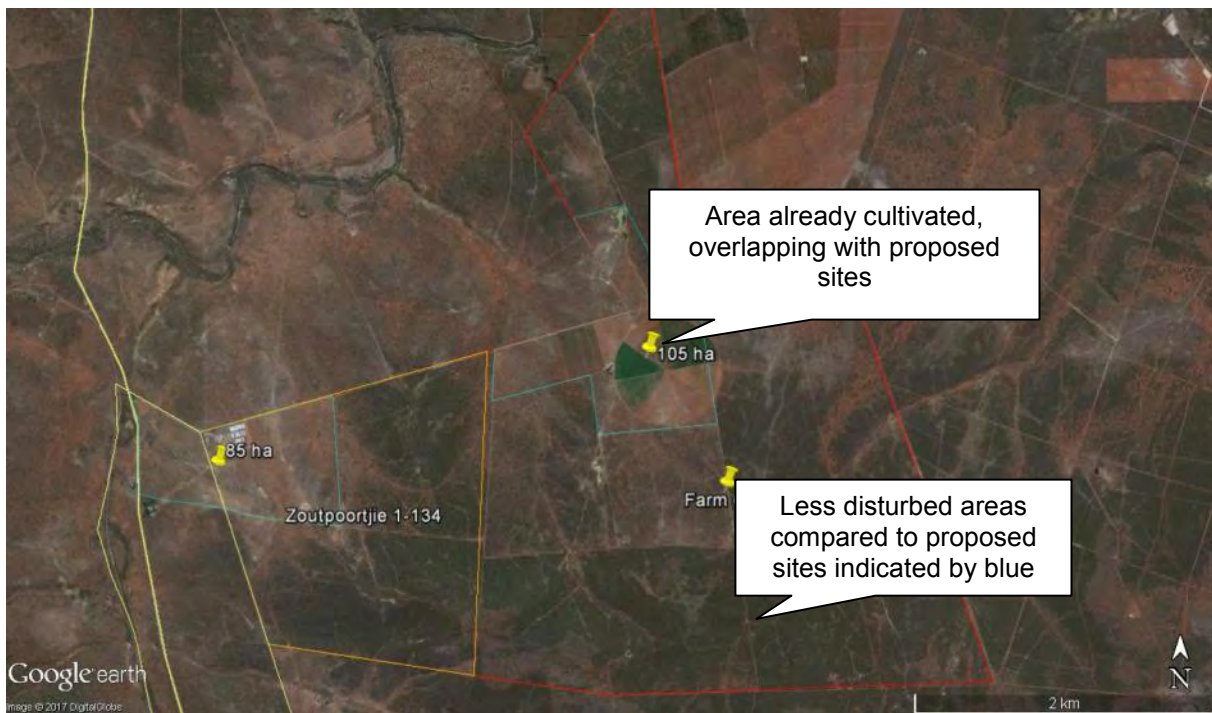 Area already cultivated,
overlapping with proposed
sites
105 ha
85 ha
Zoutpoortjie 1-134
Farm
Less disturbed areas
compared to proposed
sites indicated by blue
Google earth
Image © 2017 DigitalGlobe
N
2 km